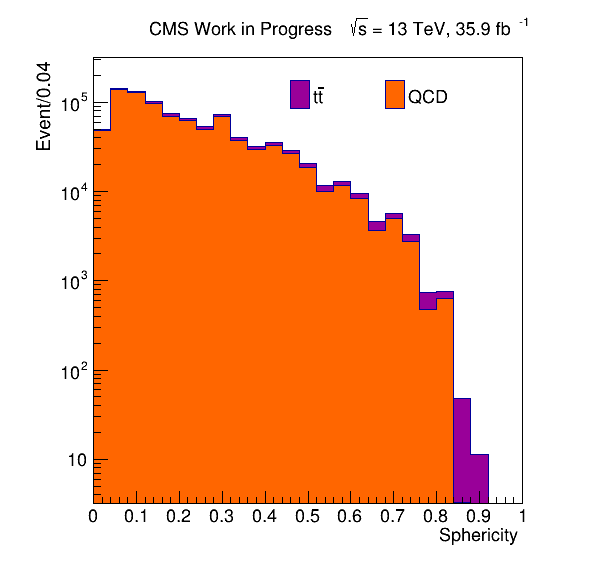 CMS Work in Progress √s = 13 TeV, 35.9 fb⁻¹
Event/0.04
tt̄ QCD
10⁵
10⁴
10³
10²
10
0 0.1 0.2 0.3 0.4 0.5 0.6 0.7 0.8 0.9 1
Sphericity